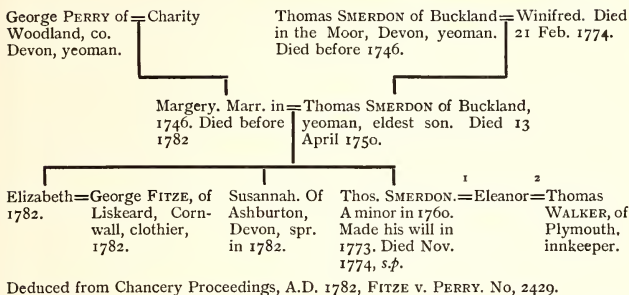 George PERRY of=Charity
Woodland, co.
Devon, yeoman.
Thomas SMERDON of Buckland=Winifred. Died
in the Moor, Devon, yeoman. 21 Feb. 1774.
Died before 1746.
Margery. Marr. in=Thomas SMERDON of Buckland,
1746. Died before yeoman, eldest son. Died 13
1782 April 1750.
Elizabeth=George FITZE, of
1782. Liskeard, Corn-
wall, clothier,
1782.
Susannah. Of
Ashburton,
Devon, spr.
in 1782.
1 2
Thos. SMERDON.=Eleanor=Thomas
A minor in 1760. WALKER, of
Made his will in Plymouth,
1773. Died Nov. innkeeper.
1774, s.p.
Deduced from Chancery Proceedings, A.D. 1782, FITZE v. PERRY. No, 2429.